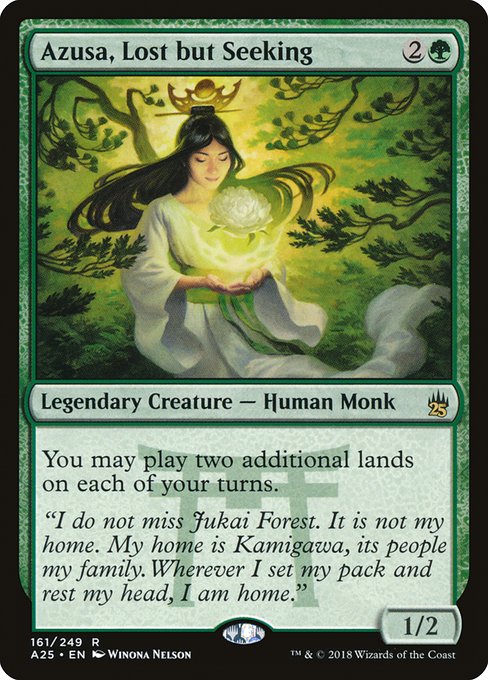 Azusa, Lost but Seeking 2
25
Legendary Creature — Human Monk
You may play two additional lands
on each of your turns.
“I do not miss Jukai Forest. It is not my
home. My home is Kamigawa, its people
my family. Wherever I set my pack and
rest my head, I am home.”
1/2
161/249 R
A25 • EN Winona Nelson
™ & © 2018 Wizards of the Coast